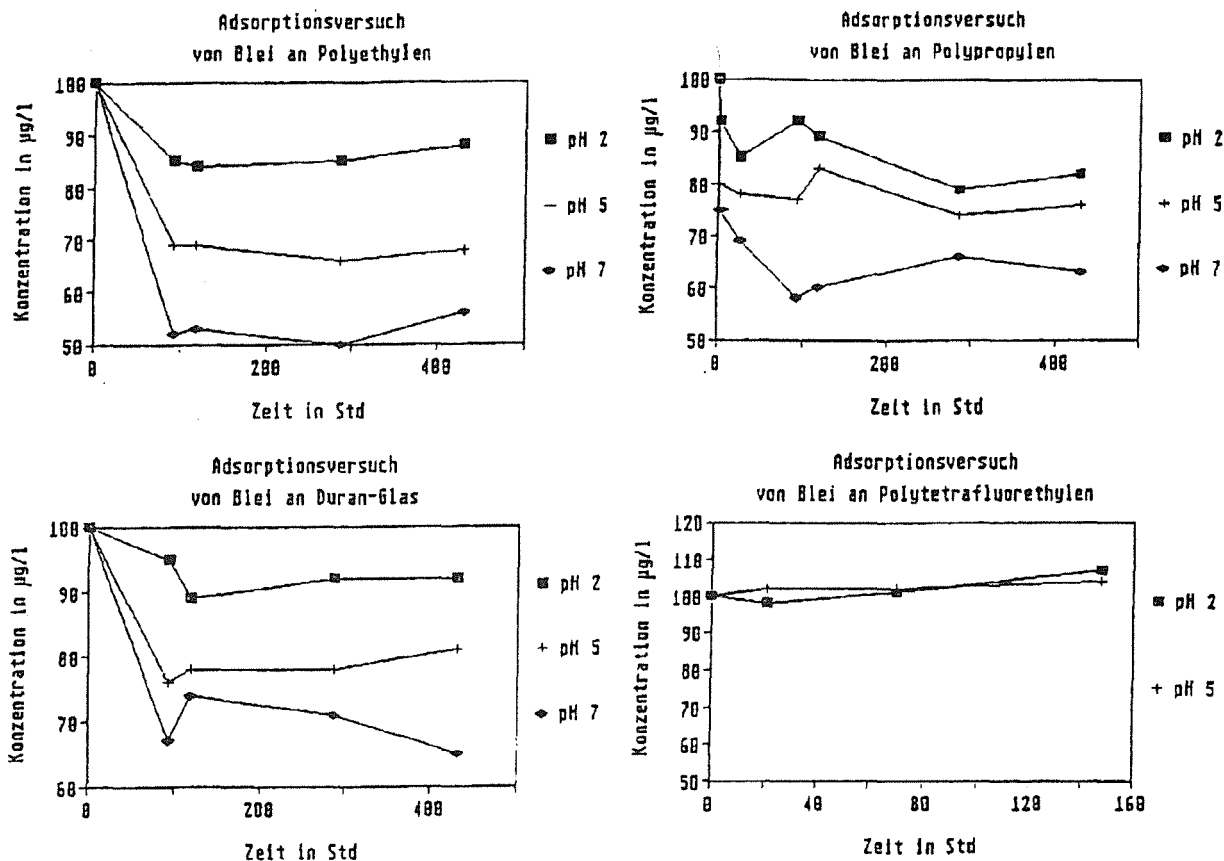 Adsorptionsversuch
von Blei an Polyethylen
Konzentration in µg/l
100
90
80
70
60
50
0
200
400
Zeit in Std
pH 2
pH 5
pH 7
Adsorptionsversuch
von Blei an Polypropylen
Konzentration in µg/l
100
90
80
70
60
50
0
200
400
Zeit in Std
pH 2
pH 5
pH 7
Adsorptionsversuch
von Blei an Duran-Glas
Konzentration in µg/l
100
90
80
70
60
0
200
400
Zeit in Std
pH 2
pH 5
pH 7
Adsorptionsversuch
von Blei an Polytetrafluorethylen
Konzentration in µg/l
120
110
100
90
80
70
60
50
0
40
80
120
160
Zeit in Std
pH 2
pH 5